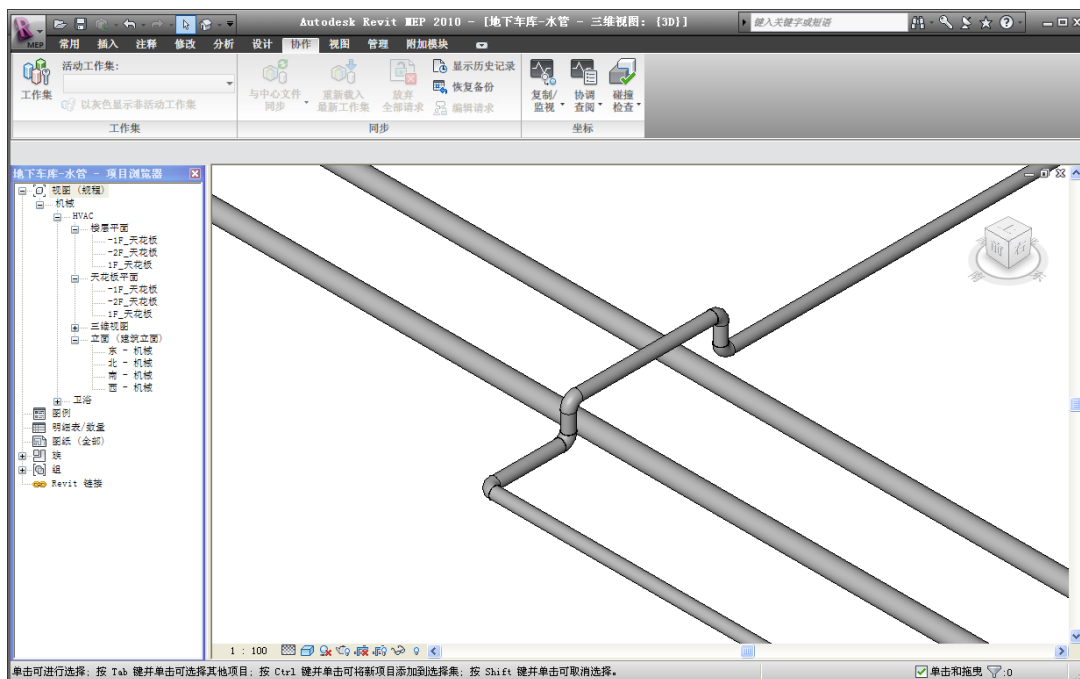 Autodesk Revit MEP 2010 - [地下车库-水管 - 三维视图: {3D}]
键入关键字或短语
MEP
常用 插入 注释 修改 分析 设计 协作 视图 管理 附加模块
工作集
活动工作集:
以灰色显示非活动工作集
与中心文件
同步
重新载入
最新工作集
放弃
全部请求
显示历史记录
恢复备份
编辑请求
复制/
监视
协调
查阅
碰撞
检查
工作集 同步 坐标
地下车库-水管 - 项目浏览器
视图 (规程)
机械
HVAC
楼层平面
-1F_天花板
-2F_天花板
1F_天花板
天花板平面
-1F_天花板
-2F_天花板
1F_天花板
三维视图
立面 (建筑立面)
东 - 机械
北 - 机械
南 - 机械
西 - 机械
卫浴
图例
明细表/数量
图纸 (全部)
族
组
Revit 链接
上
前
右
1 : 100
单击可进行选择; 按 Tab 键并单击可选择其他项目; 按 Ctrl 键并单击可将新项目添加到选择集; 按 Shift 键并单击可取消选择。
单击和拖曳
:0